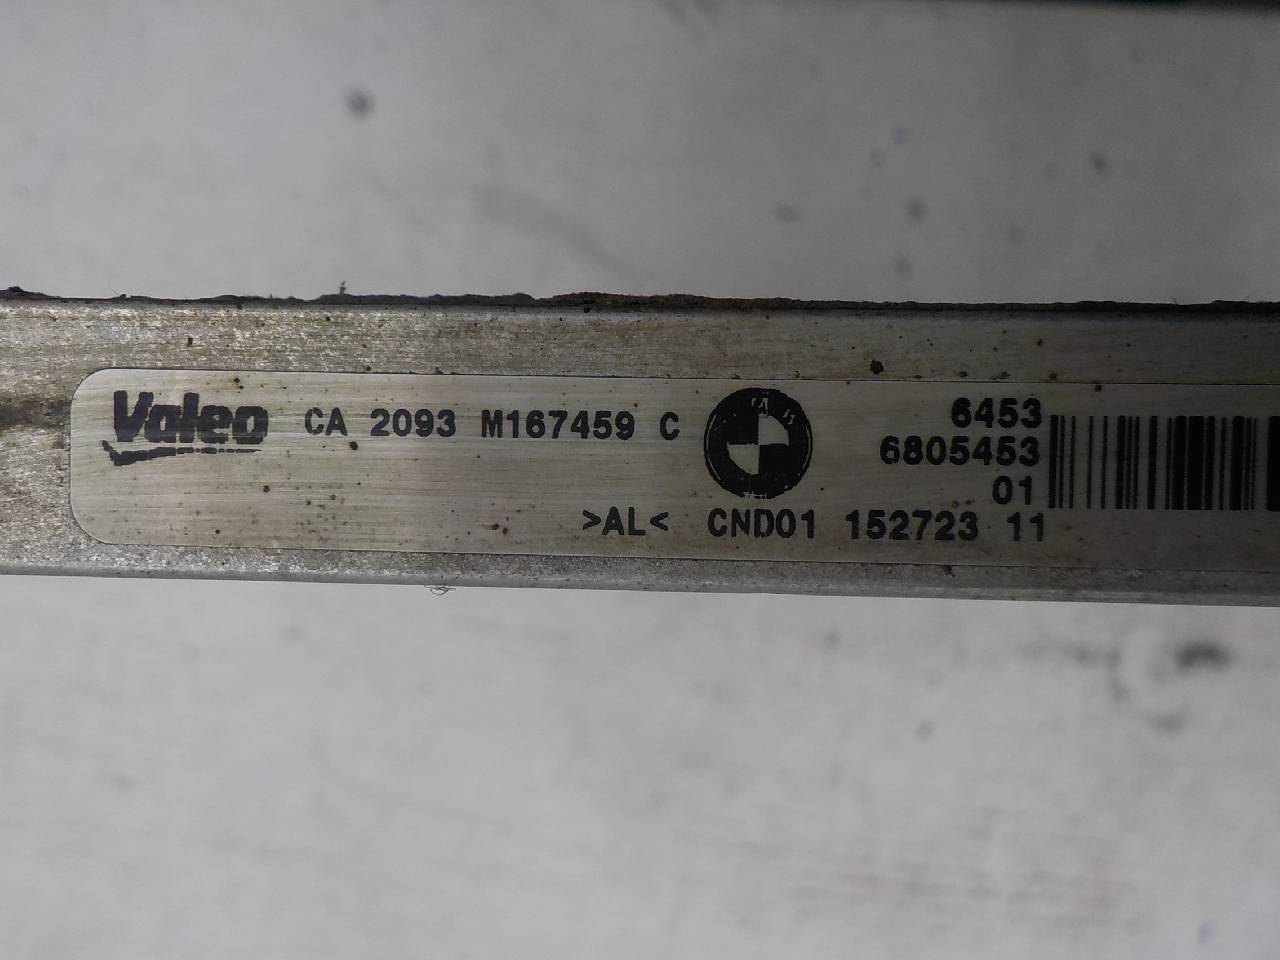 Valeo CA 2093 M167459 C
6453
6805453
01
>AL< CND01 152723 11